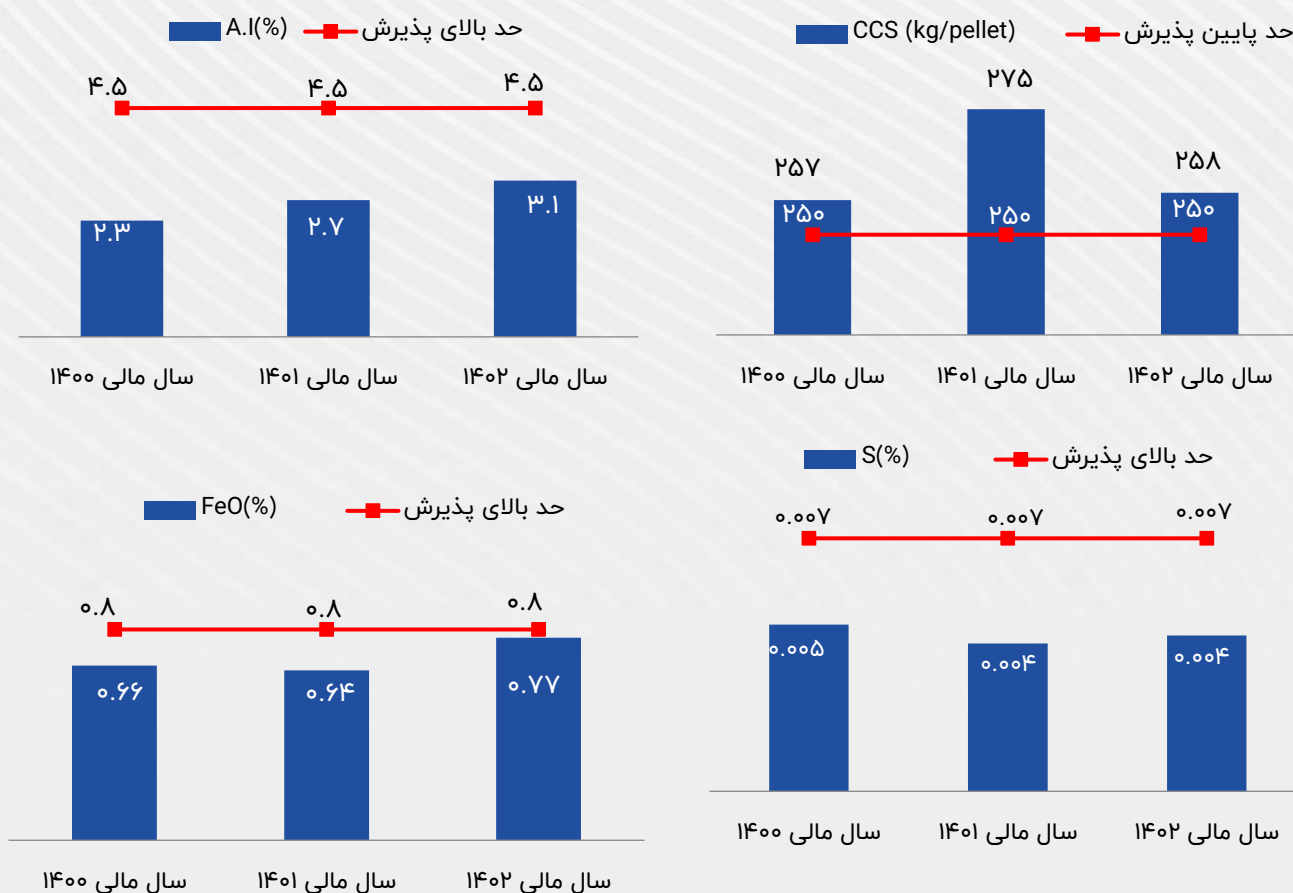 A.I(%) حد بالای پذیرش
۴.۵ ۴.۵ ۴.۵
۲.۳ ۲.۷ ۳.۱
سال مالی ۱۴۰۰ سال مالی ۱۴۰۱ سال مالی ۱۴۰۲
CCS (kg/pellet) حد پایین پذیرش
۲۵۷ ۲۷۵ ۲۵۸
۲۵۰ ۲۵۰ ۲۵۰
سال مالی ۱۴۰۰ سال مالی ۱۴۰۱ سال مالی ۱۴۰۲
FeO(%) حد بالای پذیرش
۰.۸ ۰.۸ ۰.۸
۰.۶۶ ۰.۶۴ ۰.۷۷
سال مالی ۱۴۰۰ سال مالی ۱۴۰۱ سال مالی ۱۴۰۲
S(%) حد بالای پذیرش
۰.۰۰۷ ۰.۰۰۷ ۰.۰۰۷
۰.۰۰۵ ۰.۰۰۴ ۰.۰۰۴
سال مالی ۱۴۰۰ سال مالی ۱۴۰۱ سال مالی ۱۴۰۲